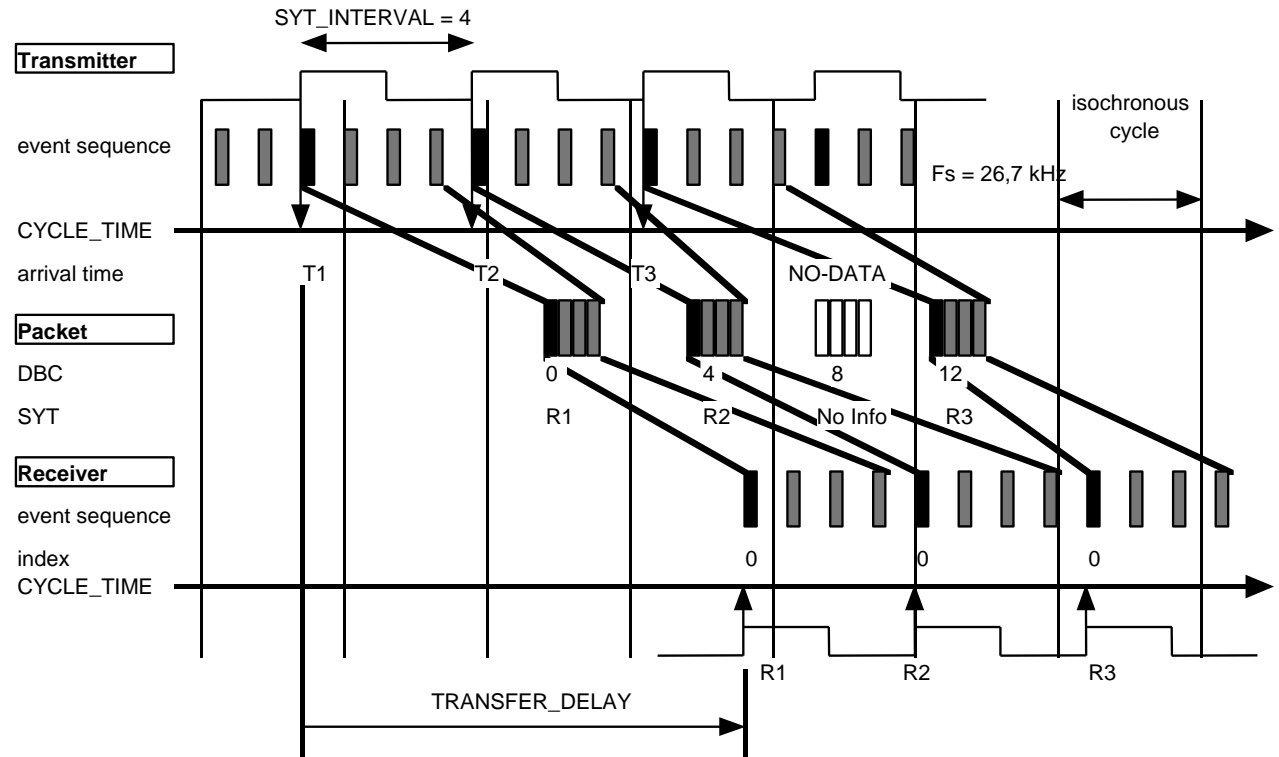 SYT_INTERVAL = 4
Transmitter
isochronous
cycle
event sequence
Fs = 26,7 kHz
CYCLE_TIME
arrival time T1 T2 T3 NO-DATA
Packet
DBC 0 4 8 12
SYT R1 R2 No Info R3
Receiver
event sequence
index 0 0 0
CYCLE_TIME
R1 R2 R3
TRANSFER_DELAY